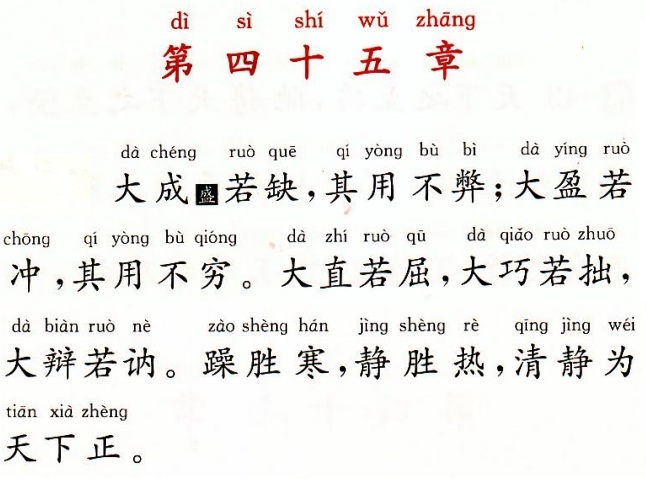 dì sì shí wǔ zhāng
第四十五章
dà chéng ruò quē qí yòng bù bì dà yíng ruò
大成盛若缺，其用不弊；大盈若
chōng qí yòng bù qióng dà zhí ruò qū dà qiǎo ruò zhuō
冲，其用不穷。大直若屈，大巧若拙，
dà biàn ruò nè zào shèng hán jìng shèng rè qīng jìng wéi
大辩若讷。躁胜寒，静胜热，清静为
tiān xià zhèng
天下正。